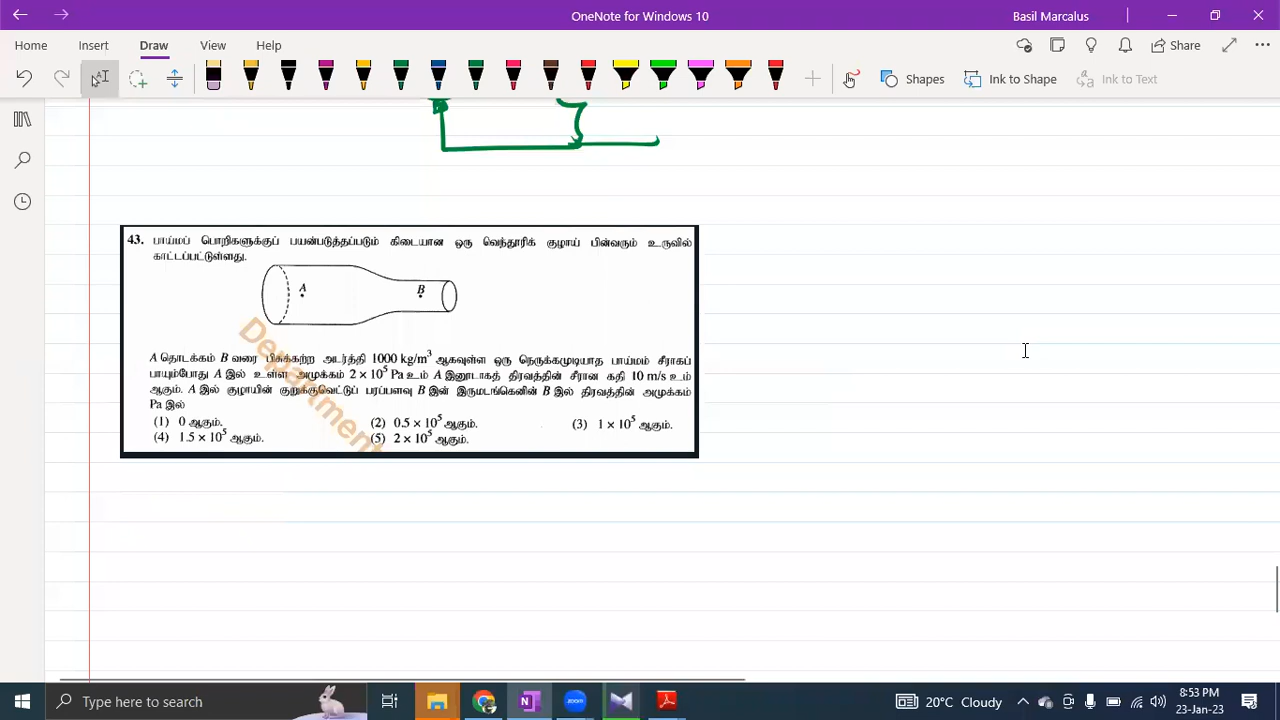 OneNote for Windows 10
Basil Marcalus
Home Insert Draw View Help
Share
Shapes
Ink to Shape
Ink to Text
43. பாய்மப் பொறிகளுக்குப் பயன்படுத்தப்படும் கிடையான ஒரு வெந்தூரிக் குழாய் பின்வரும் உருவில்
காட்டப்பட்டுள்ளது.
A
B
A தொடக்கம் B வரை பிசுக்கற்ற அடர்த்தி 1000 kg/m³ ஆகவுள்ள ஒரு நெருக்கமுடியாத பாய்மம் சீராகப்
பாயும்போது A இல் உள்ள அமுக்கம் 2 × 10⁵ Pa உம் A இனூடாகத் திரவத்தின் சீரான கதி 10 m/s உம்
ஆகும். A இல் குழாயின் குறுக்குவெட்டுப் பரப்பளவு B இன் இருமடங்கெனின் B இல் திரவத்தின் அமுக்கம்
Pa இல்
(1) 0 ஆகும். (2) 0.5 × 10⁵ ஆகும். (3) 1 × 10⁵ ஆகும்.
(4) 1.5 × 10⁵ ஆகும். (5) 2 × 10⁵ ஆகும்.
Department
Type here to search
20°C Cloudy
8:53 PM
23-Jan-23